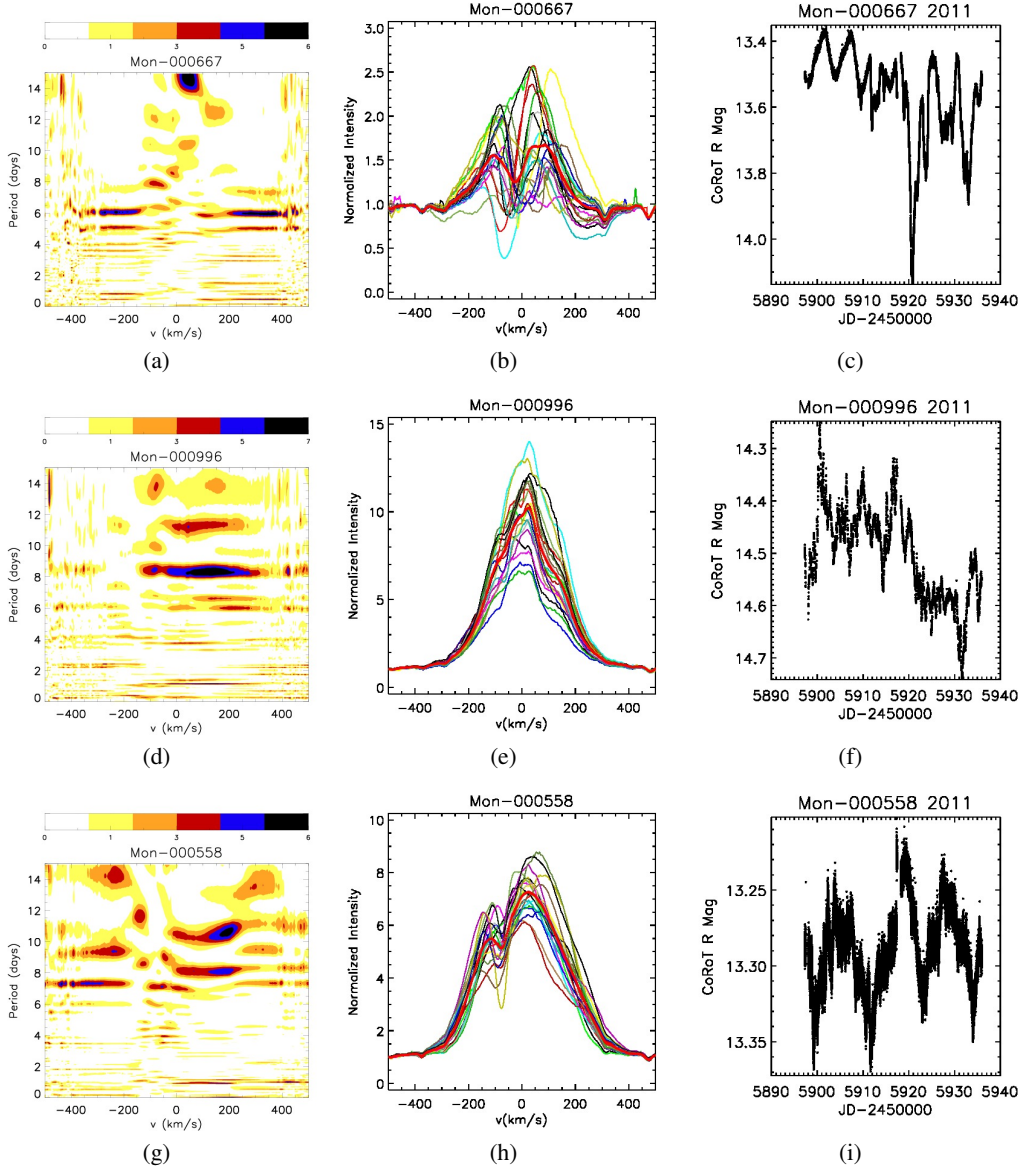 0 1 3 5 6
Mon-000667
14
12
10
8
6
4
2
0
Period (days)
-400 -200 0 200 400
v (km/s)
(a)
Mon-000667
3.0
2.5
2.0
1.5
1.0
0.5
0.0
Normalized Intensity
-400 -200 0 200 400
v(km/s)
(b)
Mon-000667 2011
13.4
13.6
13.8
14.0
CoRoT R Mag
5890 5900 5910 5920 5930 5940
JD-2450000
(c)
0 1 3 5 7
Mon-000996
14
12
10
8
6
4
2
0
Period (days)
-400 -200 0 200 400
v (km/s)
(d)
Mon-000996
15
10
5
0
Normalized Intensity
-400 -200 0 200 400
v(km/s)
(e)
Mon-000996 2011
14.3
14.4
14.5
14.6
14.7
CoRoT R Mag
5890 5900 5910 5920 5930 5940
JD-2450000
(f)
0 1 3 5 6
Mon-000558
14
12
10
8
6
4
2
0
Period (days)
-400 -200 0 200 400
v (km/s)
(g)
Mon-000558
10
8
6
4
2
0
Normalized Intensity
-400 -200 0 200 400
v(km/s)
(h)
Mon-000558 2011
13.25
13.30
13.35
CoRoT R Mag
5890 5900 5910 5920 5930 5940
JD-2450000
(i)